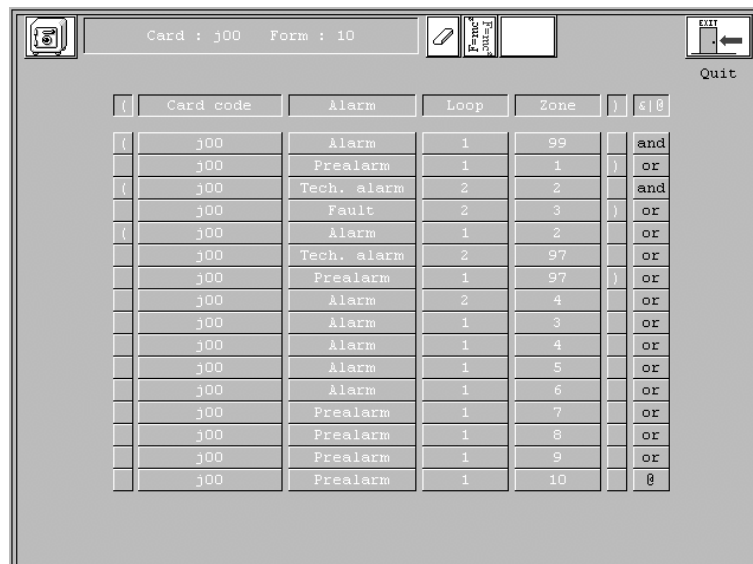 EXIT
Card : j00 Form : 10
F=mc² F=mc²
Quit
( Card code Alarm Loop Zone ) &|@
( j00 Alarm 1 99 and
j00 Prealarm 1 1 ) or
( j00 Tech. alarm 2 2 and
j00 Fault 2 3 ) or
( j00 Alarm 1 2 or
j00 Tech. alarm 2 97 or
j00 Prealarm 1 97 ) or
j00 Alarm 2 4 or
j00 Alarm 1 3 or
j00 Alarm 1 4 or
j00 Alarm 1 5 or
j00 Alarm 1 6 or
j00 Prealarm 1 7 or
j00 Prealarm 1 8 or
j00 Prealarm 1 9 or
j00 Prealarm 1 10 @